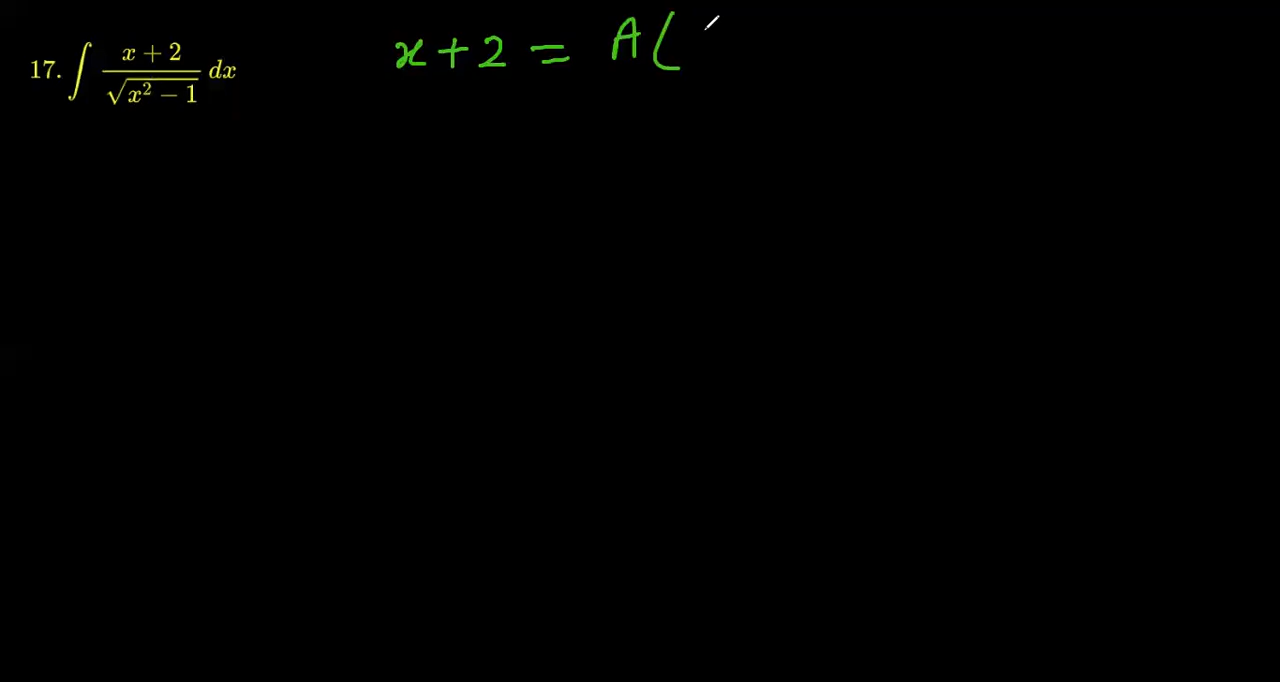 17. ∫ (x + 2)/√(x² − 1) dx
x + 2 = A (